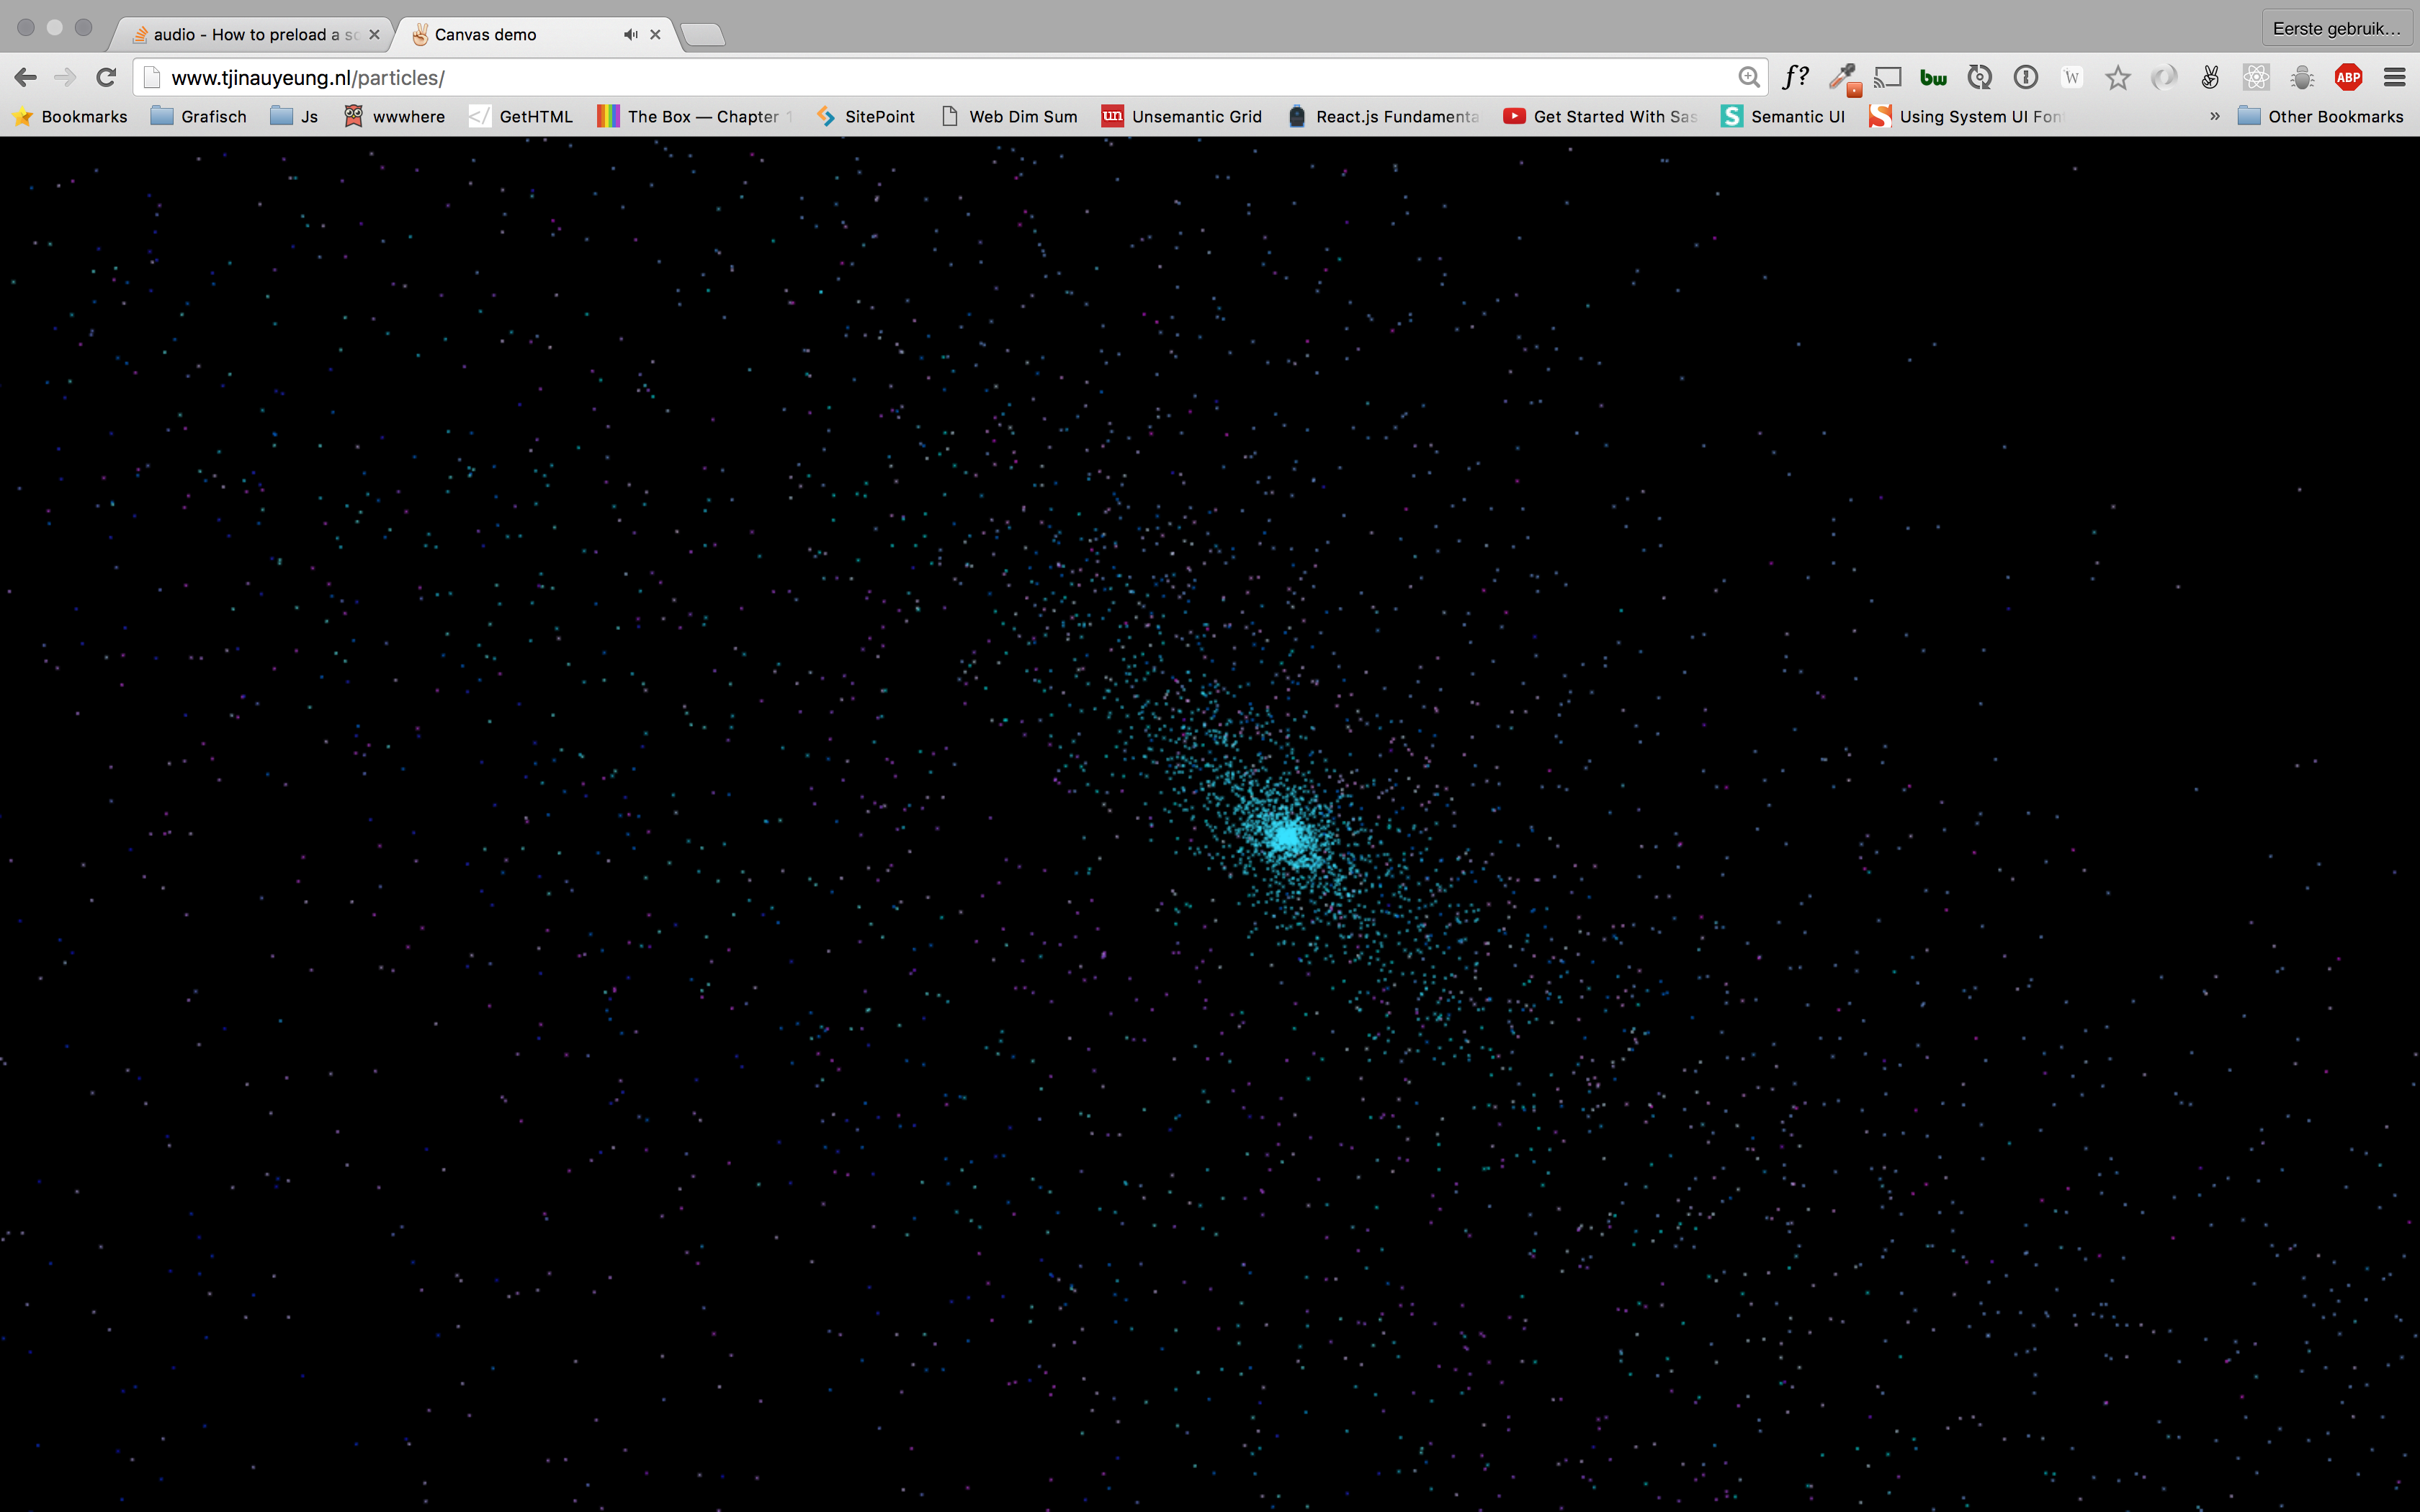 audio - How to preload a so
Canvas demo
Eerste gebruik...
www.tjinauyeung.nl/particles/
f?
bw
W
ABP
Bookmarks
Grafisch
Js
wwwhere
</> GetHTML
The Box — Chapter 1
SitePoint
Web Dim Sum
un Unsemantic Grid
React.js Fundamenta
Get Started With Sas
S Semantic UI
S Using System UI Fon
»
Other Bookmarks